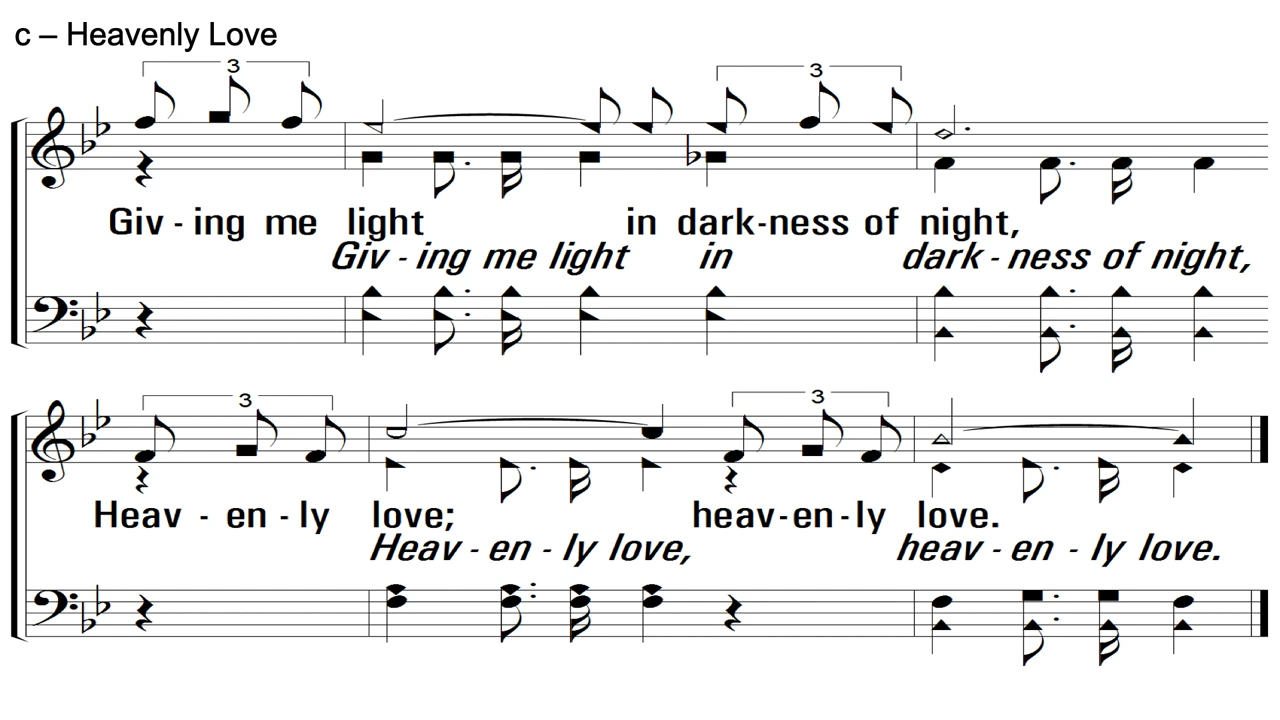 c – Heavenly Love
3 3
Giv - ing me light in dark-ness of night,
Giv - ing me light in dark - ness of night,
3 3
Heav - en - ly love; heav-en-ly love.
Heav - en - ly love, heav - en - ly love.